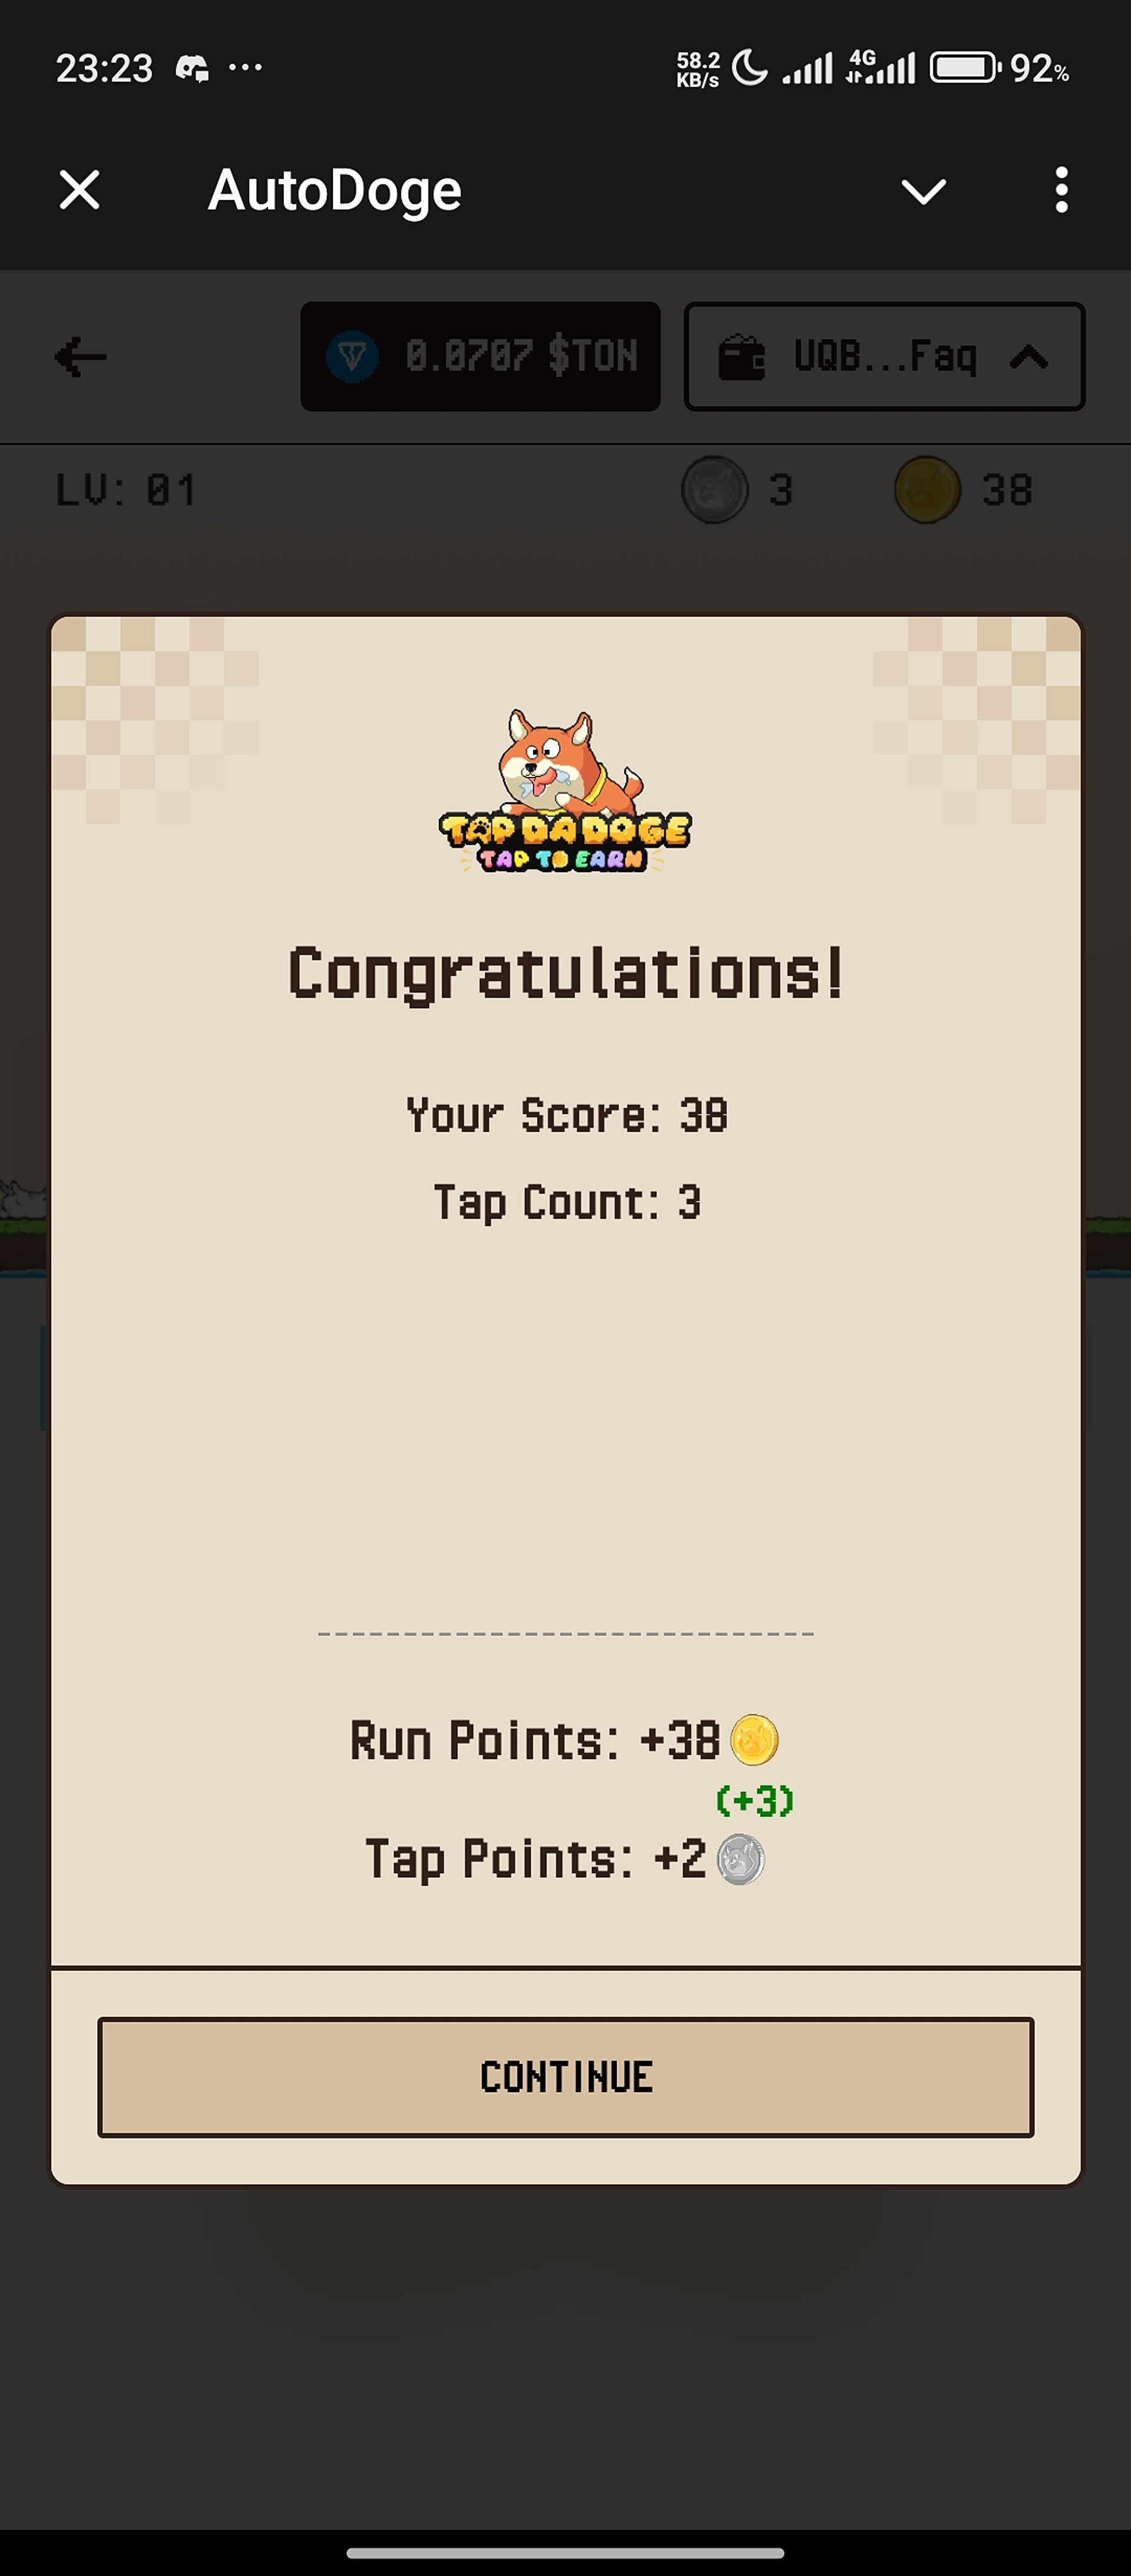 23:23 ... 58.2 KB/s 4G 92%
AutoDoge
0.0707 $TON UQB...Faq
LV: 01 3 38
TAP DA DOGE
TAP TO EARN
Congratulations!
Your Score: 38
Tap Count: 3
Run Points: +38
(+3)
Tap Points: +2
CONTINUE